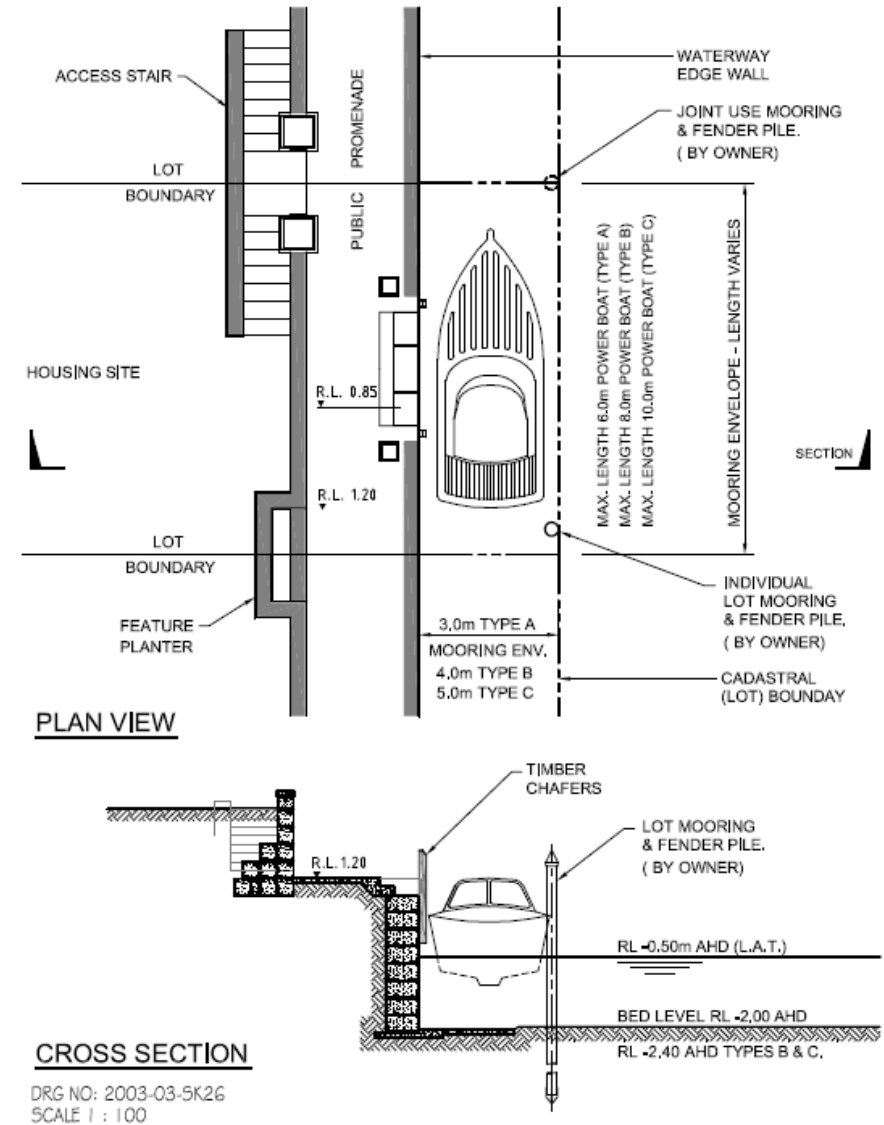 ACCESS STAIR
LOT
BOUNDARY
HOUSING SITE
LOT
BOUNDARY
FEATURE
PLANTER
PUBLIC PROMENADE
R.L. 0.85
R.L. 1.20
WATERWAY
EDGE WALL
JOINT USE MOORING
& FENDER PILE.
( BY OWNER)
MAX. LENGTH 6.0m POWER BOAT (TYPE A)
MAX. LENGTH 8.0m POWER BOAT (TYPE B)
MAX. LENGTH 10.0m POWER BOAT (TYPE C)
MOORING ENVELOPE - LENGTH VARIES
SECTION
INDIVIDUAL
LOT MOORING
& FENDER PILE.
( BY OWNER)
3.0m TYPE A
MOORING ENV.
4.0m TYPE B
5.0m TYPE C
CADASTRAL
(LOT) BOUNDAY
PLAN VIEW
TIMBER
CHAFERS
LOT MOORING
& FENDER PILE.
( BY OWNER)
R.L. 1.20
RL -0.50m AHD (L.A.T.)
BED LEVEL RL -2.00 AHD
RL -2.40 AHD TYPES B & C.
CROSS SECTION
DRG NO: 2003-03-SK26
SCALE 1 : 100